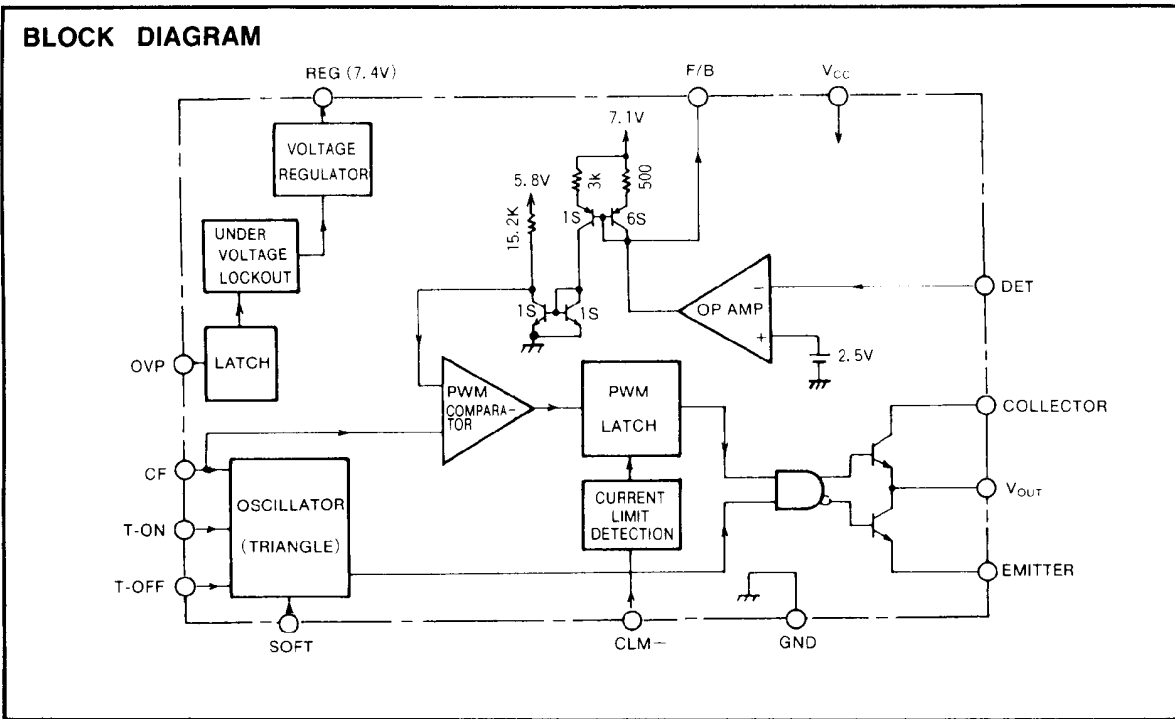 BLOCK DIAGRAM
REG (7.4V)
F/B
VCC
7.1V
VOLTAGE
REGULATOR
3k
500
5.8V
15.2K
1S
6S
UNDER
VOLTAGE
LOCKOUT
OP AMP
−
+
DET
1S
1S
2.5V
OVP
LATCH
PWM
COMPARA-
TOR
PWM
LATCH
COLLECTOR
CF
OSCILLATOR
(TRIANGLE)
CURRENT
LIMIT
DETECTION
VOUT
T-ON
T-OFF
EMITTER
SOFT
CLM−
GND